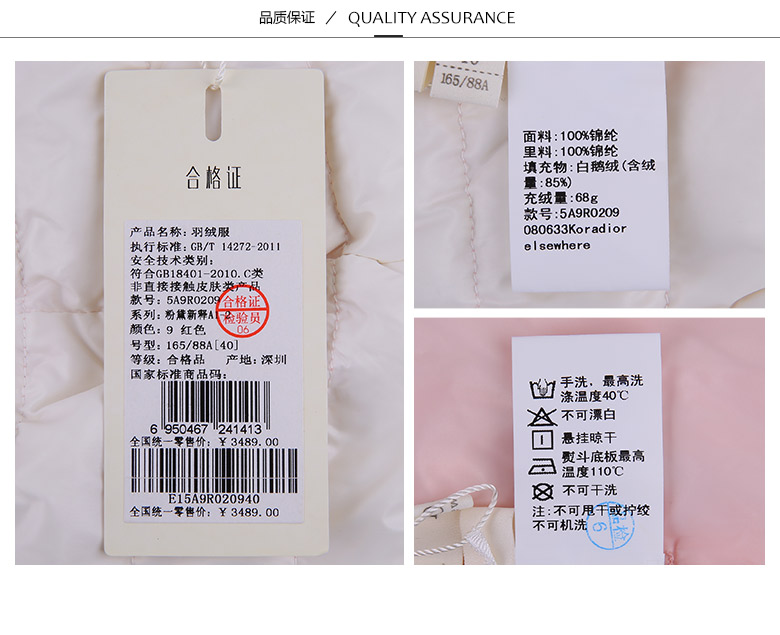 品质保证 / QUALITY ASSURANCE
合格证
产品名称: 羽绒服
执行标准: GB/T 14272-2011
安全技术类别:
符合GB18401-2010.C类
非直接接触皮肤类产品
款号: 5A9R0209
系列: 粉黛新释A1-2
颜色: 9 红色
号型: 165/88A[40]
等级: 合格品 产地: 深圳
国家标准商品码:
合格证
检验员
06
6 950467 241413
全国统一零售价: ¥ 3489.00
E15A9R020940
全国统一零售价: ¥ 3489.00
165/88A
面料:100%锦纶
里料:100%锦纶
填充物:白鹅绒(含绒
量:85%)
充绒量:68g
款号:5A9R0209
080633Koradior
elsewhere
手洗，最高洗
涤温度40℃
不可漂白
悬挂晾干
熨斗底板最高
温度110℃
不可干洗
注:不可甩干或拧绞
不可机洗
品检
6